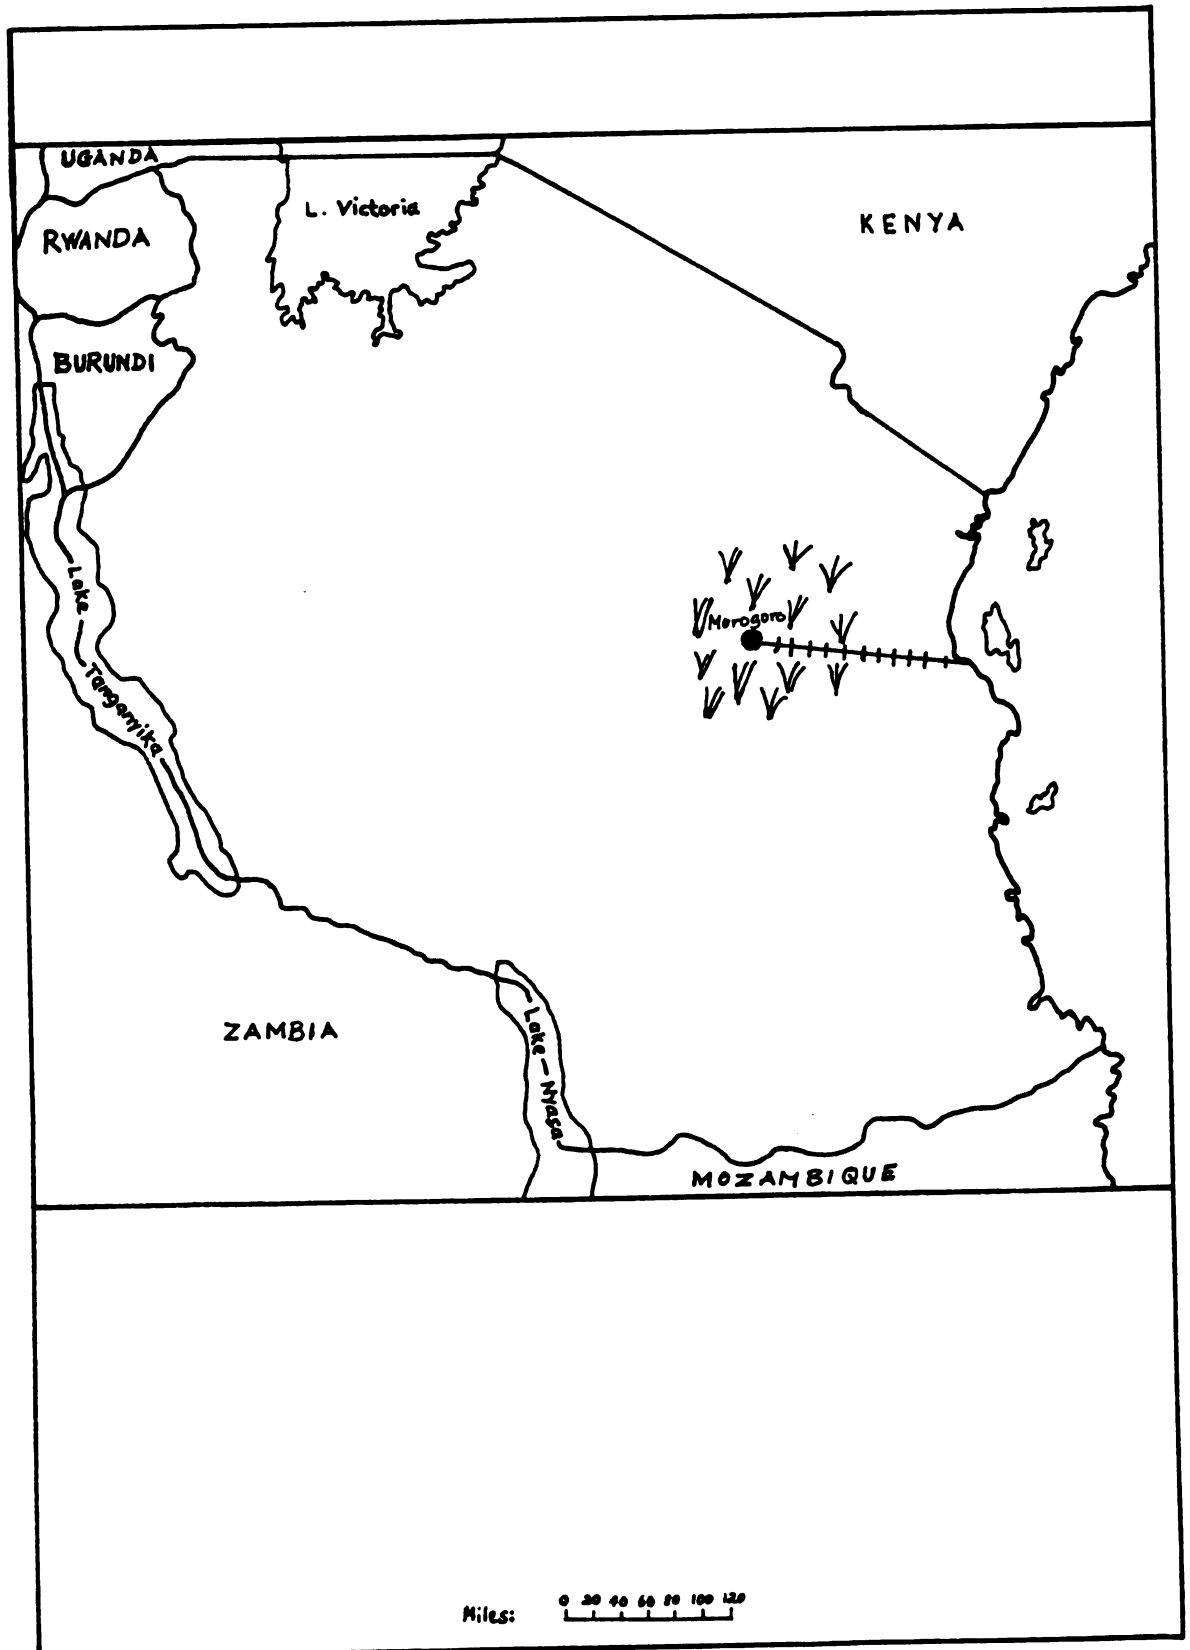 UGANDA
L. Victoria
KENYA
RWANDA
BURUNDI
Lake
Morogoro
Tanganyika
ZAMBIA
Lake
Nyasa
MOZAMBIQUE
0 20 40 60 80 100 120
Miles: